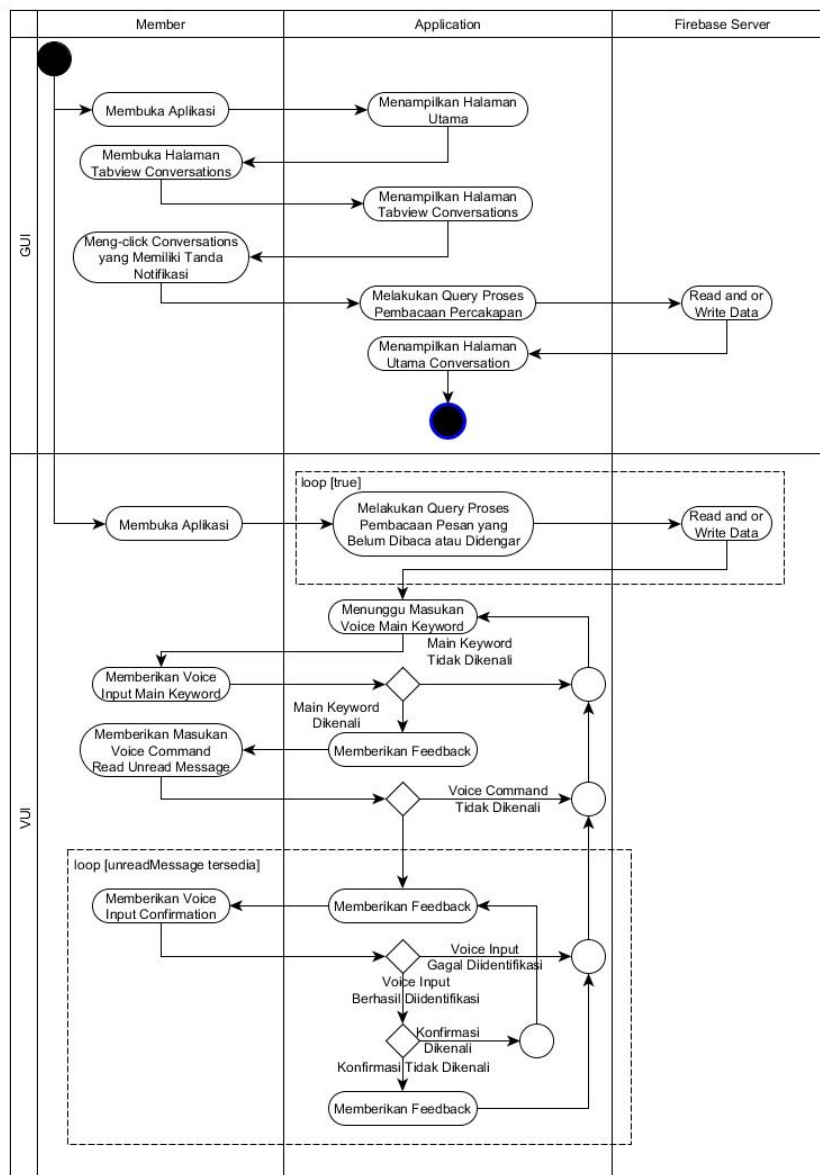 Member
Application
Firebase Server
GUI
Membuka Aplikasi
Menampilkan Halaman
Utama
Membuka Halaman
Tabview Conversations
Menampilkan Halaman
Tabview Conversations
Meng-click Conversations
yang Memiliki Tanda
Notifikasi
Melakukan Query Proses
Pembacaan Percakapan
Read and or
Write Data
Menampilkan Halaman
Utama Conversation
VUI
loop [true]
Membuka Aplikasi
Melakukan Query Proses
Pembacaan Pesan yang
Belum Dibaca atau Didengar
Read and or
Write Data
Menunggu Masukan
Voice Main Keyword
Main Keyword
Tidak Dikenali
Memberikan Voice
Input Main Keyword
Main Keyword
Dikenali
Memberikan Masukan
Voice Command
Read Unread Message
Memberikan Feedback
Voice Command
Tidak Dikenali
loop [unreadMessage tersedia]
Memberikan Voice
Input Confirmation
Memberikan Feedback
Voice Input
Gagal Diidentifikasi
Voice Input
Berhasil Diidentifikasi
Konfirmasi
Dikenali
Konfirmasi Tidak Dikenali
Memberikan Feedback